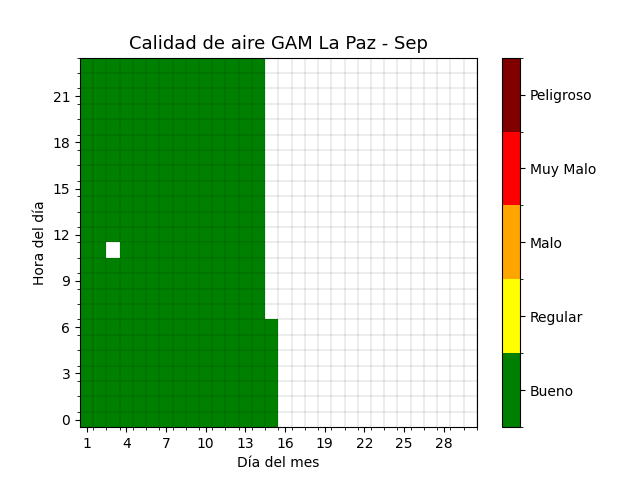 Calidad de aire GAM La Paz - Sep
Hora del día
21
18
15
12
9
6
3
0
1 4 7 10 13 16 19 22 25 28
Día del mes
Peligroso
Muy Malo
Malo
Regular
Bueno